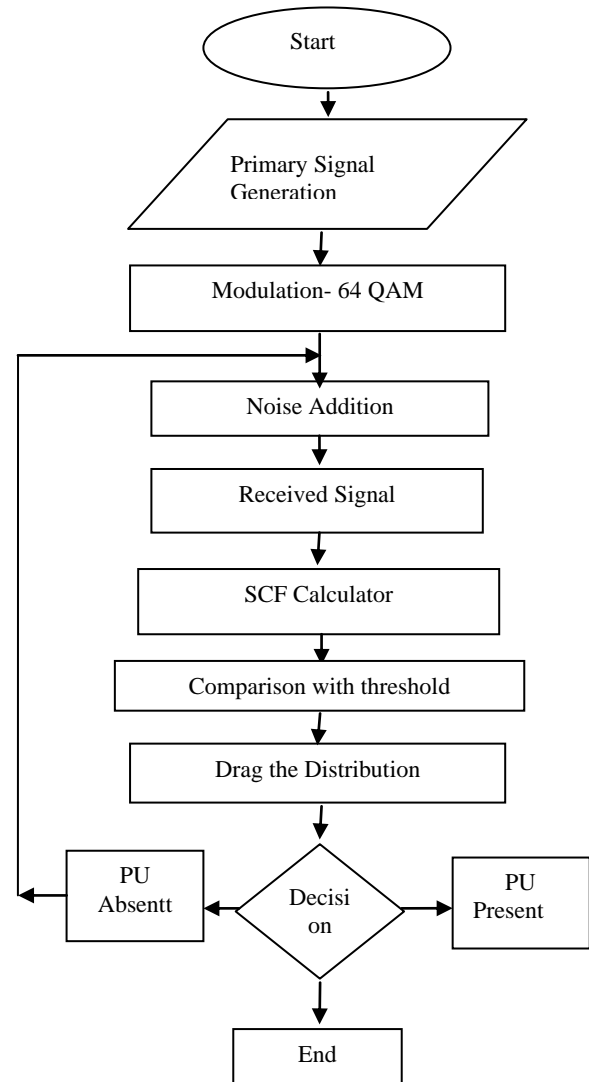 Start
Primary Signal
Generation
Modulation- 64 QAM
Noise Addition
Received Signal
SCF Calculator
Comparison with threshold
Drag the Distribution
PU
Absentt
Decisi
on
PU
Present
End